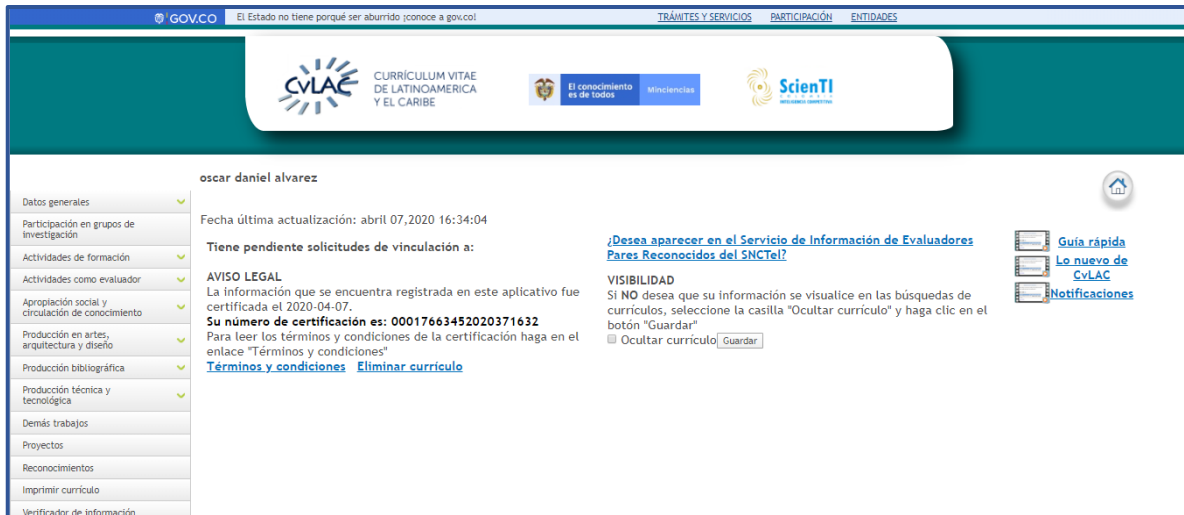 GOV.CO
El Estado no tiene porqué ser aburrido ¡conoce a gov.co!
TRÁMITES Y SERVICIOS
PARTICIPACIÓN
ENTIDADES
CvLAC
CURRÍCULUM VITAE
DE LATINOAMERICA
Y EL CARIBE
El conocimiento
es de todos
Minciencias
ScienTI
oscar daniel alvarez
Datos generales
Participación en grupos de
investigación
Actividades de formación
Actividades como evaluador
Apropiación social y
circulación de conocimiento
Producción en artes,
arquitectura y diseño
Producción bibliográfica
Producción técnica y
tecnológica
Demás trabajos
Proyectos
Reconocimientos
Imprimir currículo
Verificador de información
Fecha última actualización: abril 07,2020 16:34:04
Tiene pendiente solicitudes de vinculación a:
AVISO LEGAL
La información que se encuentra registrada en este aplicativo fue
certificada el 2020-04-07.
Su número de certificación es: 00017663452020371632
Para leer los términos y condiciones de la certificación haga en el
enlace "Términos y condiciones"
Términos y condiciones Eliminar currículo
¿Desea aparecer en el Servicio de Información de Evaluadores
Pares Reconocidos del SNCTeI?
VISIBILIDAD
Si NO desea que su información se visualice en las búsquedas de
currículos, seleccione la casilla "Ocultar currículo" y haga clic en el
botón "Guardar"
Ocultar currículo Guardar
Guía rápida
Lo nuevo de
CvLAC
Notificaciones